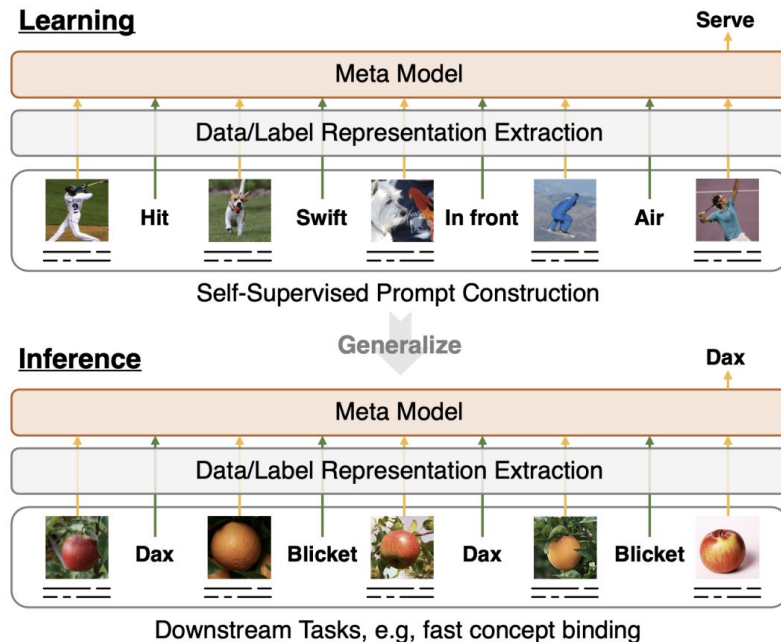 Learning
Serve
Meta Model
Data/Label Representation Extraction
Hit Swift In front Air
Self-Supervised Prompt Construction
Generalize
Inference
Dax
Meta Model
Data/Label Representation Extraction
Dax Blicket Dax Blicket
Downstream Tasks, e.g, fast concept binding